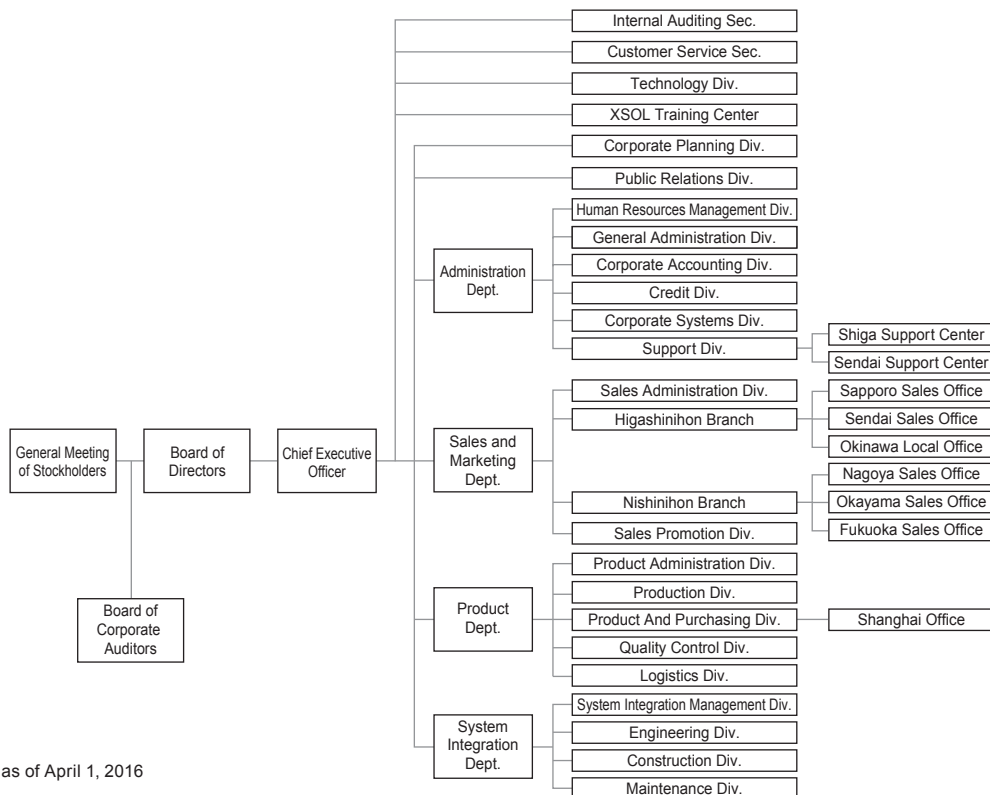 Internal Auditing Sec.
Customer Service Sec.
Technology Div.
XSOL Training Center
Corporate Planning Div.
Public Relations Div.
Human Resources Management Div.
General Administration Div.
Administration
Dept.
Corporate Accounting Div.
Credit Div.
Corporate Systems Div.
Support Div.
Shiga Support Center
Sendai Support Center
Sales Administration Div.
Higashinihon Branch
Sapporo Sales Office
Sendai Sales Office
Okinawa Local Office
General Meeting
of Stockholders
Board of
Directors
Chief Executive
Officer
Sales and
Marketing
Dept.
Nishinihon Branch
Nagoya Sales Office
Okayama Sales Office
Fukuoka Sales Office
Sales Promotion Div.
Board of
Corporate
Auditors
Product
Dept.
Product Administration Div.
Production Div.
Product And Purchasing Div.
Shanghai Office
Quality Control Div.
Logistics Div.
System
Integration
Dept.
System Integration Management Div.
Engineering Div.
Construction Div.
Maintenance Div.
as of April 1, 2016